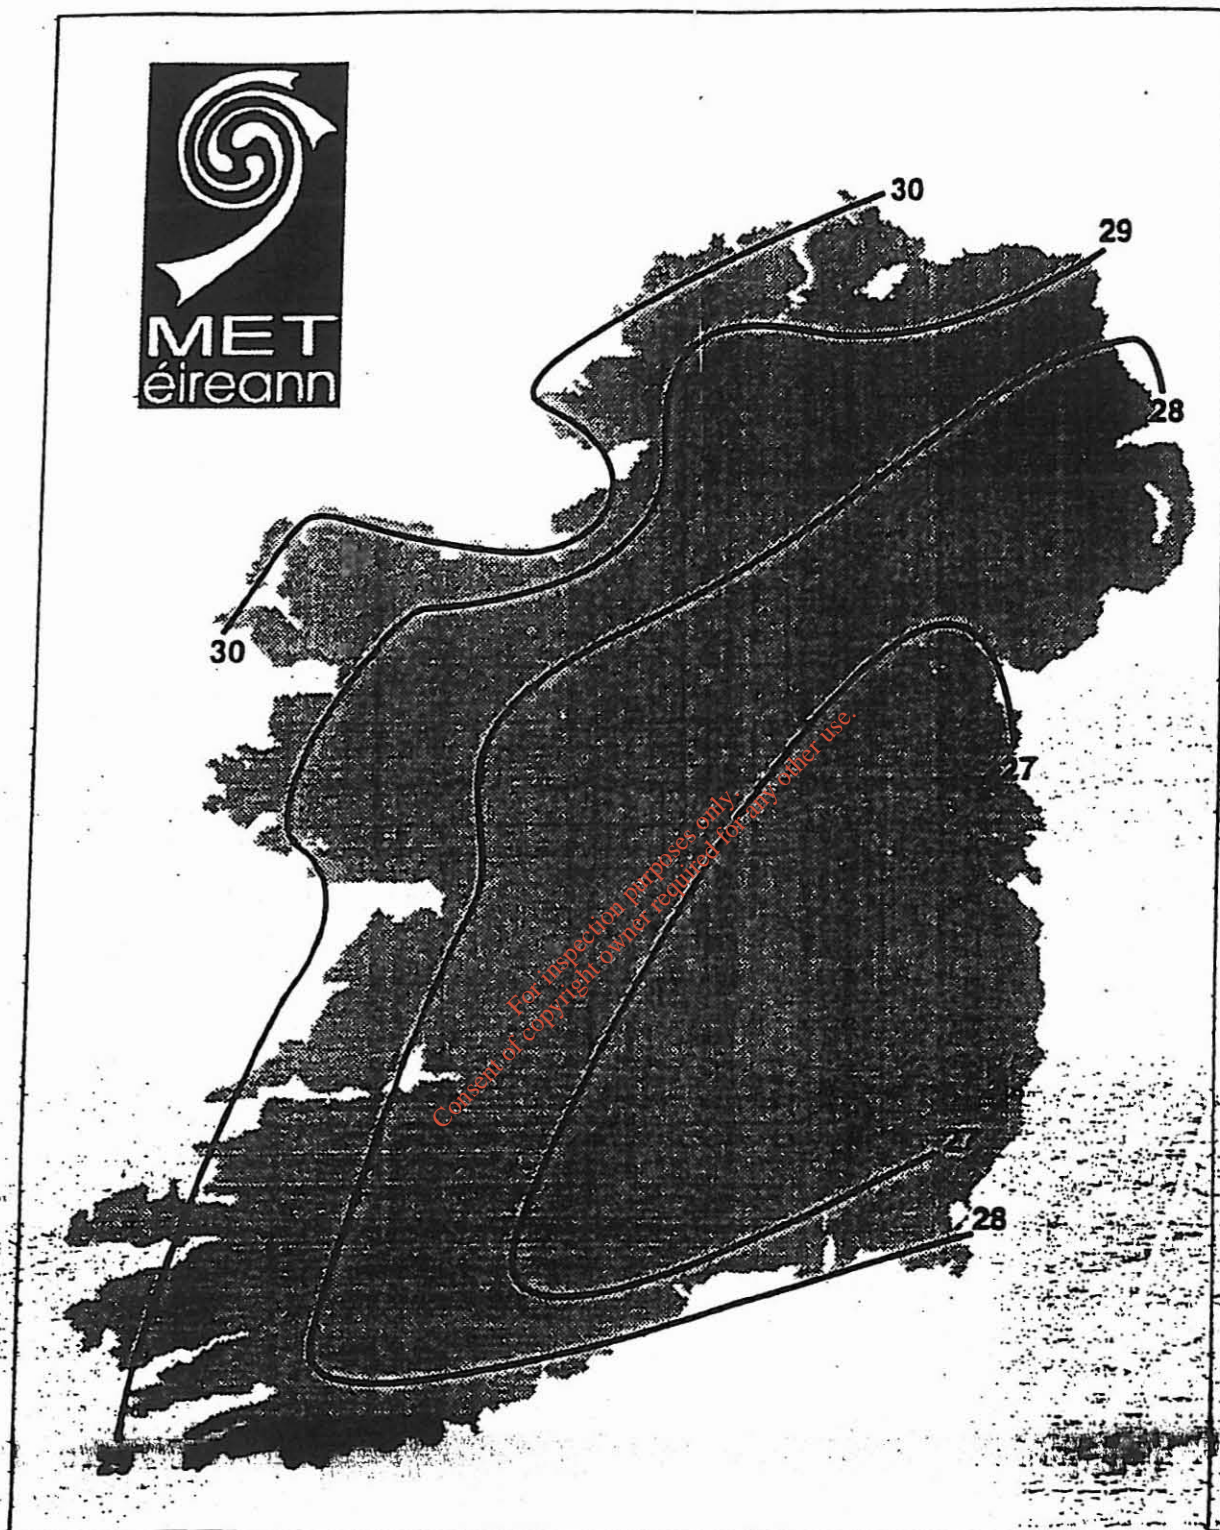 MET
éireann
30
29
28
30
27
For inspection purposes only.
Consent of copyright owner required for any other use.
27
28
29